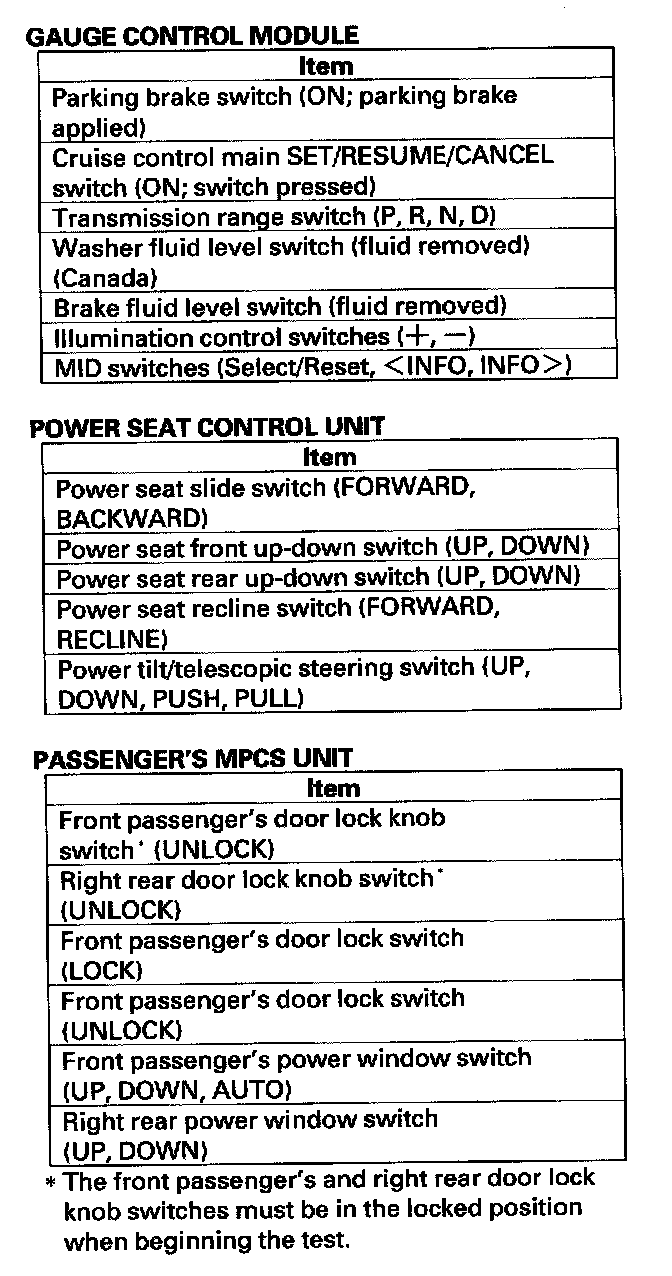 GAUGE CONTROL MODULE
Item
Parking brake switch (ON; parking brake
applied)
Cruise control main SET/RESUME/CANCEL
switch (ON; switch pressed)
Transmission range switch (P, R, N, D)
Washer fluid level switch (fluid removed)
(Canada)
Brake fluid level switch (fluid removed)
Illumination control switches (+, −)
MID switches (Select/Reset, <INFO, INFO>)
POWER SEAT CONTROL UNIT
Item
Power seat slide switch (FORWARD,
BACKWARD)
Power seat front up-down switch (UP, DOWN)
Power seat rear up-down switch (UP, DOWN)
Power seat recline switch (FORWARD,
RECLINE)
Power tilt/telescopic steering switch (UP,
DOWN, PUSH, PULL)
PASSENGER'S MPCS UNIT
Item
Front passenger's door lock knob
switch* (UNLOCK)
Right rear door lock knob switch*
(UNLOCK)
Front passenger's door lock switch
(LOCK)
Front passenger's door lock switch
(UNLOCK)
Front passenger's power window switch
(UP, DOWN, AUTO)
Right rear power window switch
(UP, DOWN)
* The front passenger's and right rear door lock
knob switches must be in the locked position
when beginning the test.